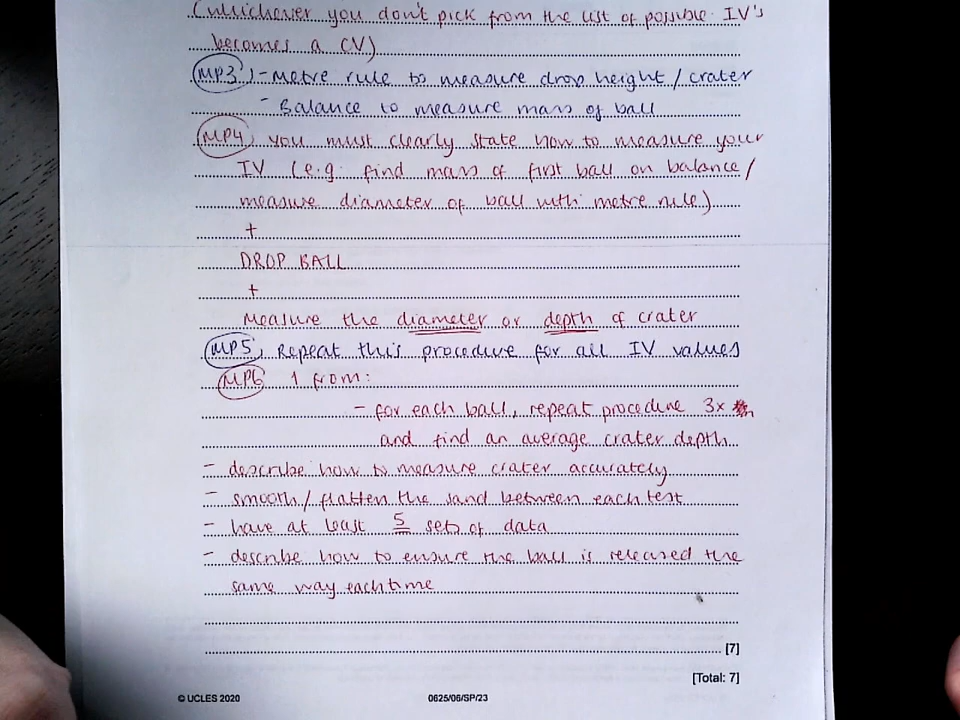 (whichever you don't pick from the list of possible IV's
becomes a CV)
MP3) - Metre rule to measure drop height / crater
- Balance to measure mass of ball
MP4) You must clearly state how to measure your
IV (e.g. find mass of first ball on balance /
measure diameter of ball with metre rule)
+
DROP BALL
+
Measure the diameter or depth of crater
MP5) Repeat this procedure for all IV values
MP6 1 from:
- for each ball, repeat procedure 3x
and find an average crater depth
- describe how to measure crater accurately
- smooth / flatten the sand between each test
- have at least 5 sets of data
- describe how to ensure the ball is released the
same way each time
[7]
[Total: 7]
© UCLES 2020 0625/06/SP/23